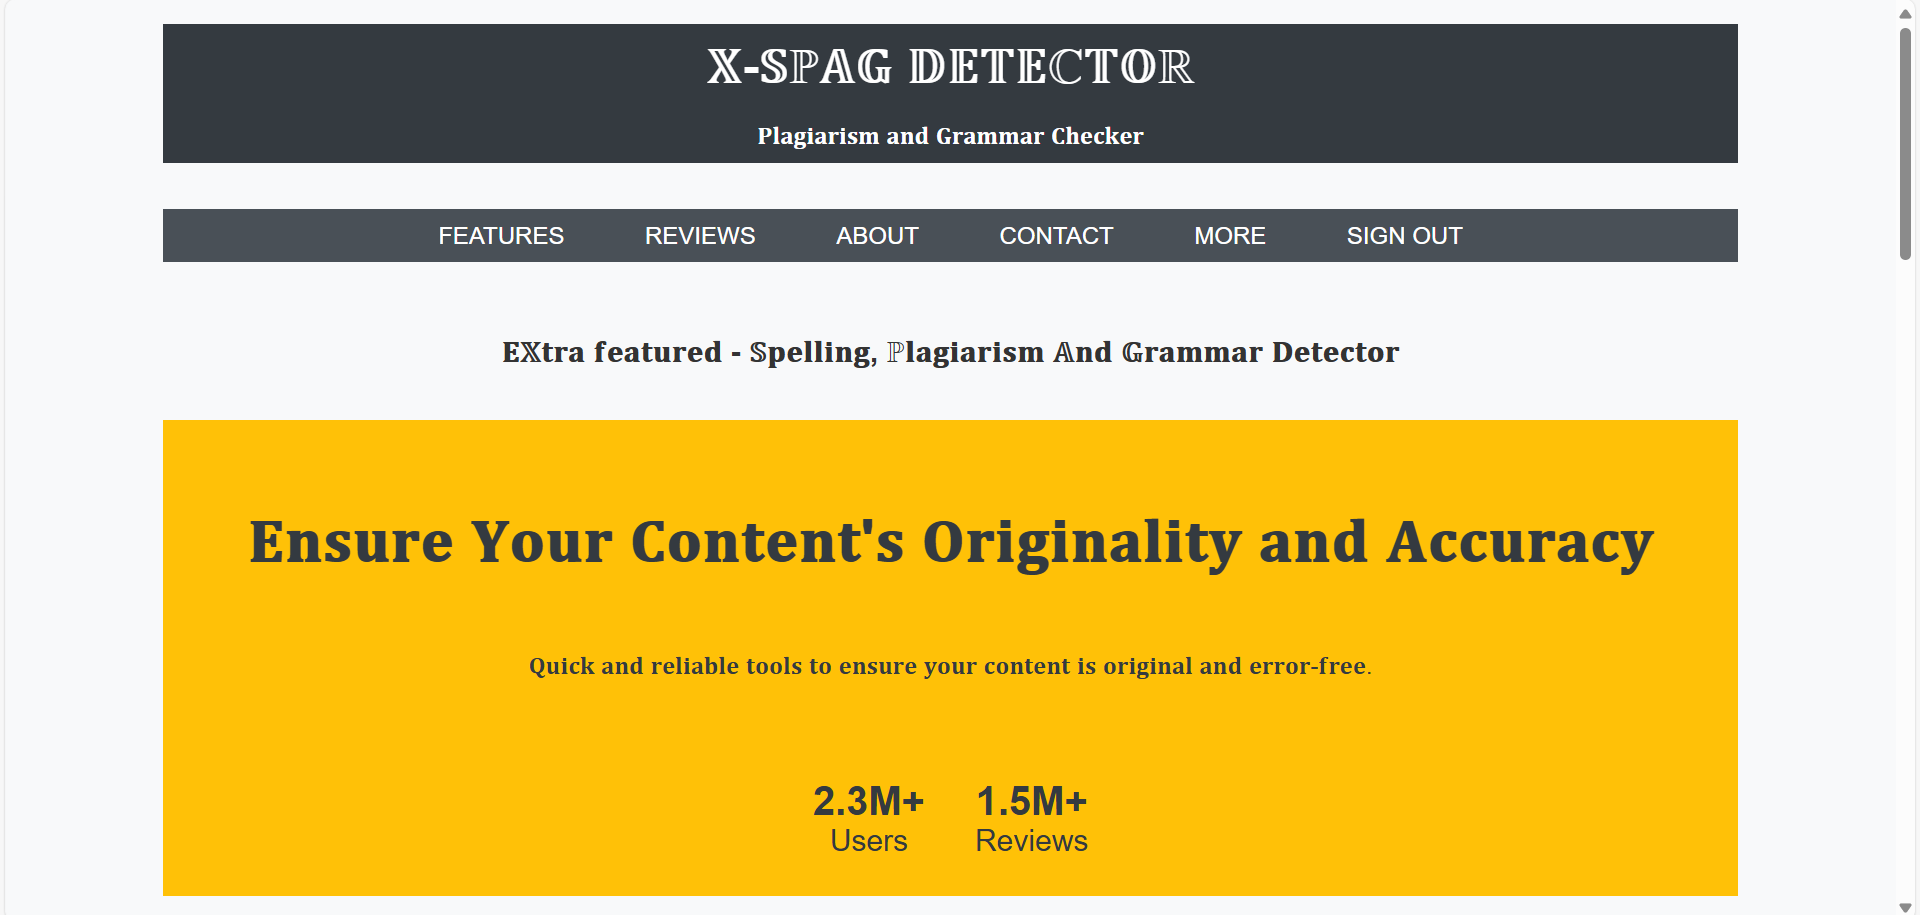 𝕏-𝕊ℙ𝔸𝔾 𝔻𝔼𝕋𝔼ℂ𝕋𝕆ℝ
Plagiarism and Grammar Checker
FEATURES REVIEWS ABOUT CONTACT MORE SIGN OUT
E𝕏tra featured - 𝕊pelling, ℙlagiarism 𝔸nd 𝔾rammar Detector
Ensure Your Content's Originality and Accuracy
Quick and reliable tools to ensure your content is original and error-free.
2.3M+ 1.5M+
Users Reviews